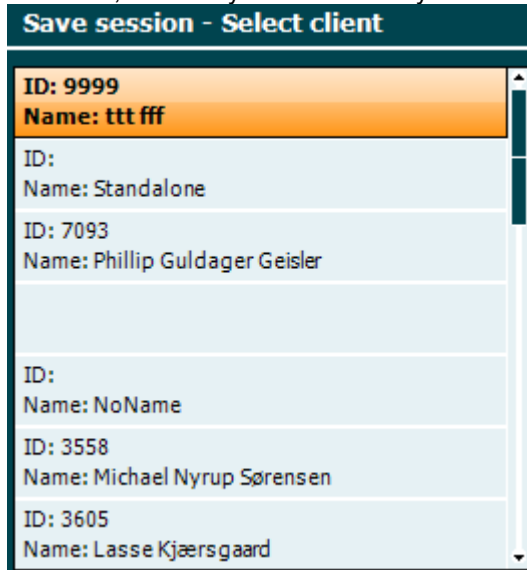 Save session - Select client
ID: 9999
Name: ttt fff
ID:
Name: Standalone
ID: 7093
Name: Phillip Guldager Geisler
ID:
Name: NoName
ID: 3558
Name: Michael Nyrup Sørensen
ID: 3605
Name: Lasse Kjærsgaard